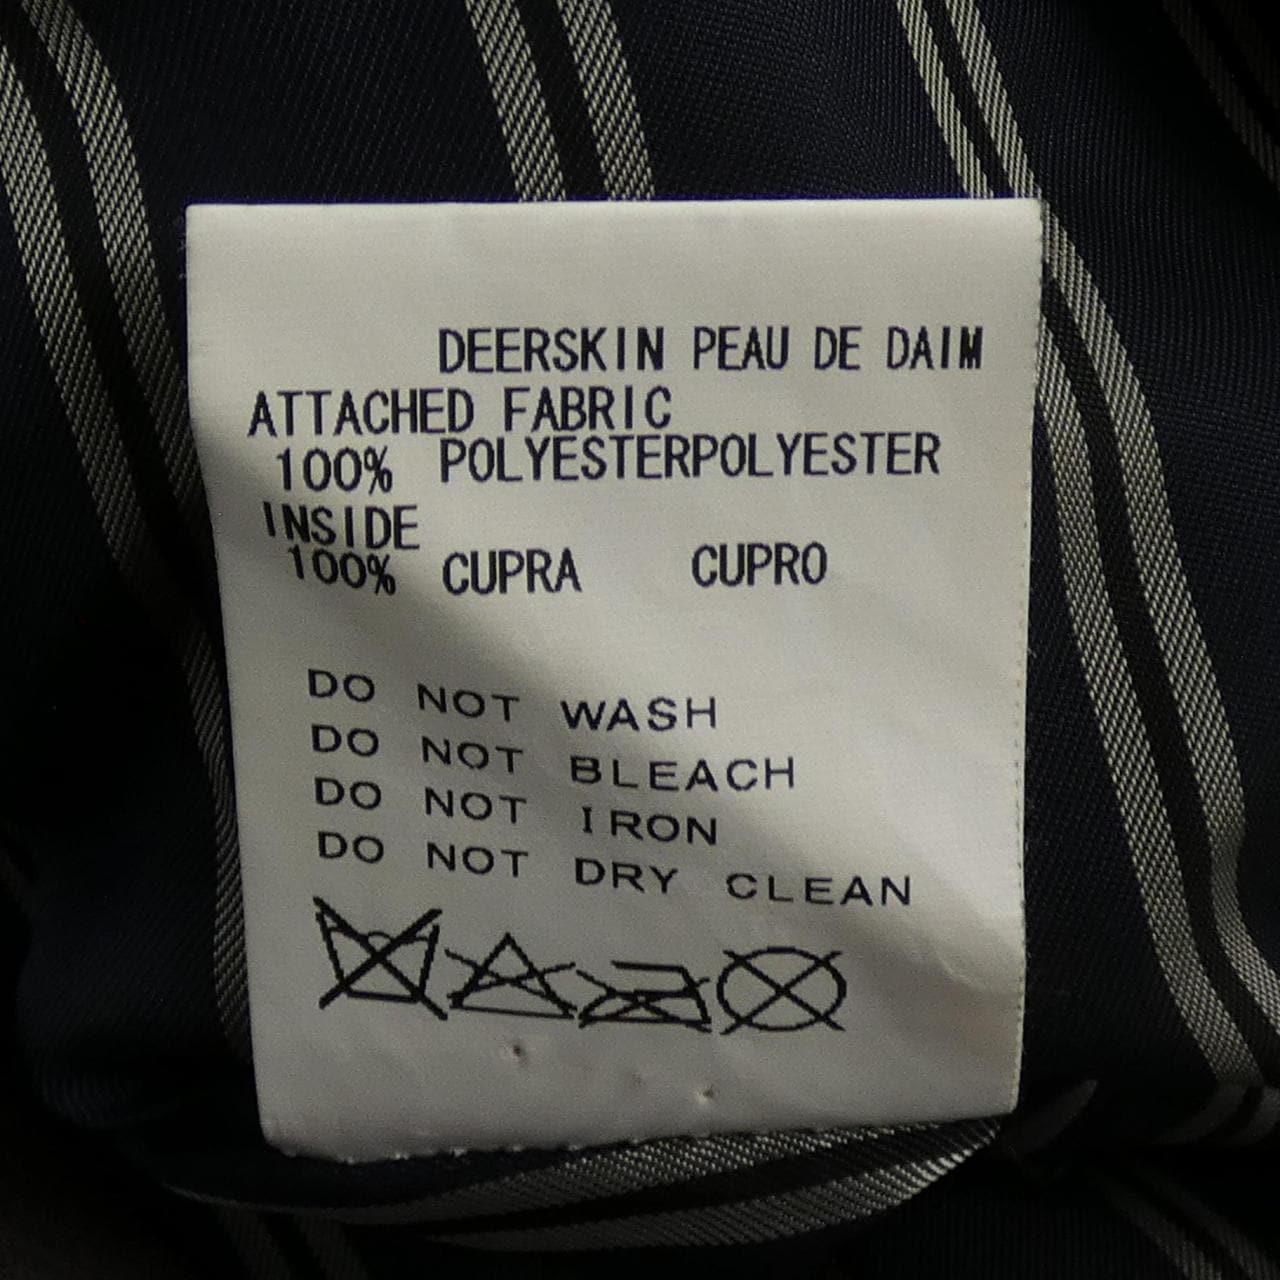 DEERSKIN PEAU DE DAIM
ATTACHED FABRIC
100% POLYESTERPOLYESTER
INSIDE
100% CUPRA CUPRO
DO NOT WASH
DO NOT BLEACH
DO NOT IRON
DO NOT DRY CLEAN